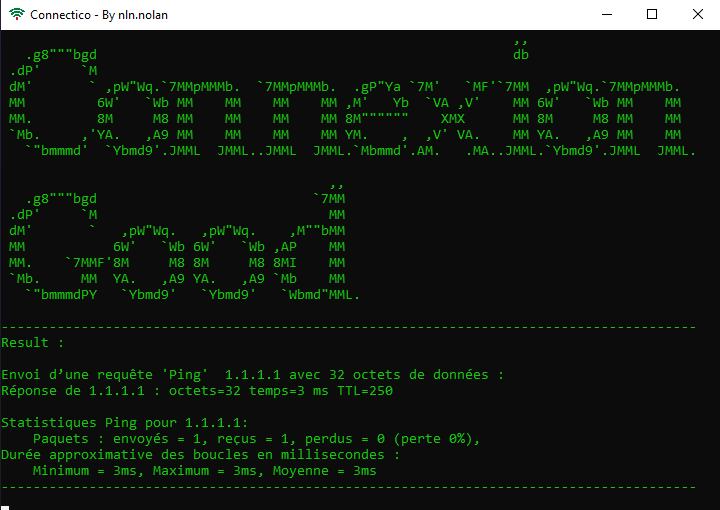 Connectico - By nln.nolan
Connexion
Good
--------------------------------------------------------------------------------------
Result :
Envoi d’une requête 'Ping'  1.1.1.1 avec 32 octets de données :
Réponse de 1.1.1.1 : octets=32 temps=3 ms TTL=250
Statistiques Ping pour 1.1.1.1:
    Paquets : envoyés = 1, reçus = 1, perdus = 0 (perte 0%),
Durée approximative des boucles en millisecondes :
    Minimum = 3ms, Maximum = 3ms, Moyenne = 3ms
--------------------------------------------------------------------------------------